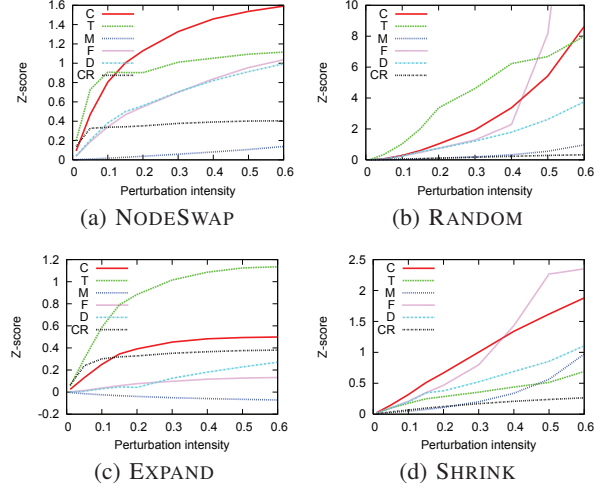 1.6
1.4
1.2
1
0.8
0.6
0.4
0.2
0
Z-score
C
T
M
F
D
CR
0 0.1 0.2 0.3 0.4 0.5 0.6
Perturbation intensity
(a) NODESWAP
10
8
6
4
2
0
Z-score
C
T
M
F
D
CR
0 0.1 0.2 0.3 0.4 0.5 0.6
Perturbation intensity
(b) RANDOM
1.2
1
0.8
0.6
0.4
0.2
0
-0.2
Z-score
C
T
M
F
D
CR
0 0.1 0.2 0.3 0.4 0.5 0.6
Perturbation intensity
(c) EXPAND
2.5
2
1.5
1
0.5
0
Z-score
C
T
M
F
D
CR
0 0.1 0.2 0.3 0.4 0.5 0.6
Perturbation intensity
(d) SHRINK